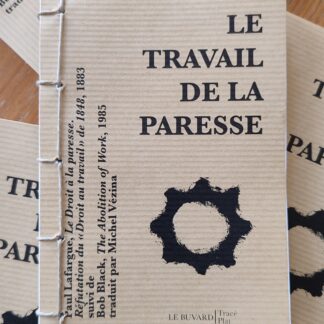 LE
TRAVAIL
DE LA
PARESSE
Paul Lafargue, Le Droit à la paresse.
Réfutation du « Droit au travail » de 1848, 1883
suivi de
Bob Black, The Abolition of Work, 1985
traduit par Michel Vézina
LE BUVARD
Tracé
Plat
TR
PAR